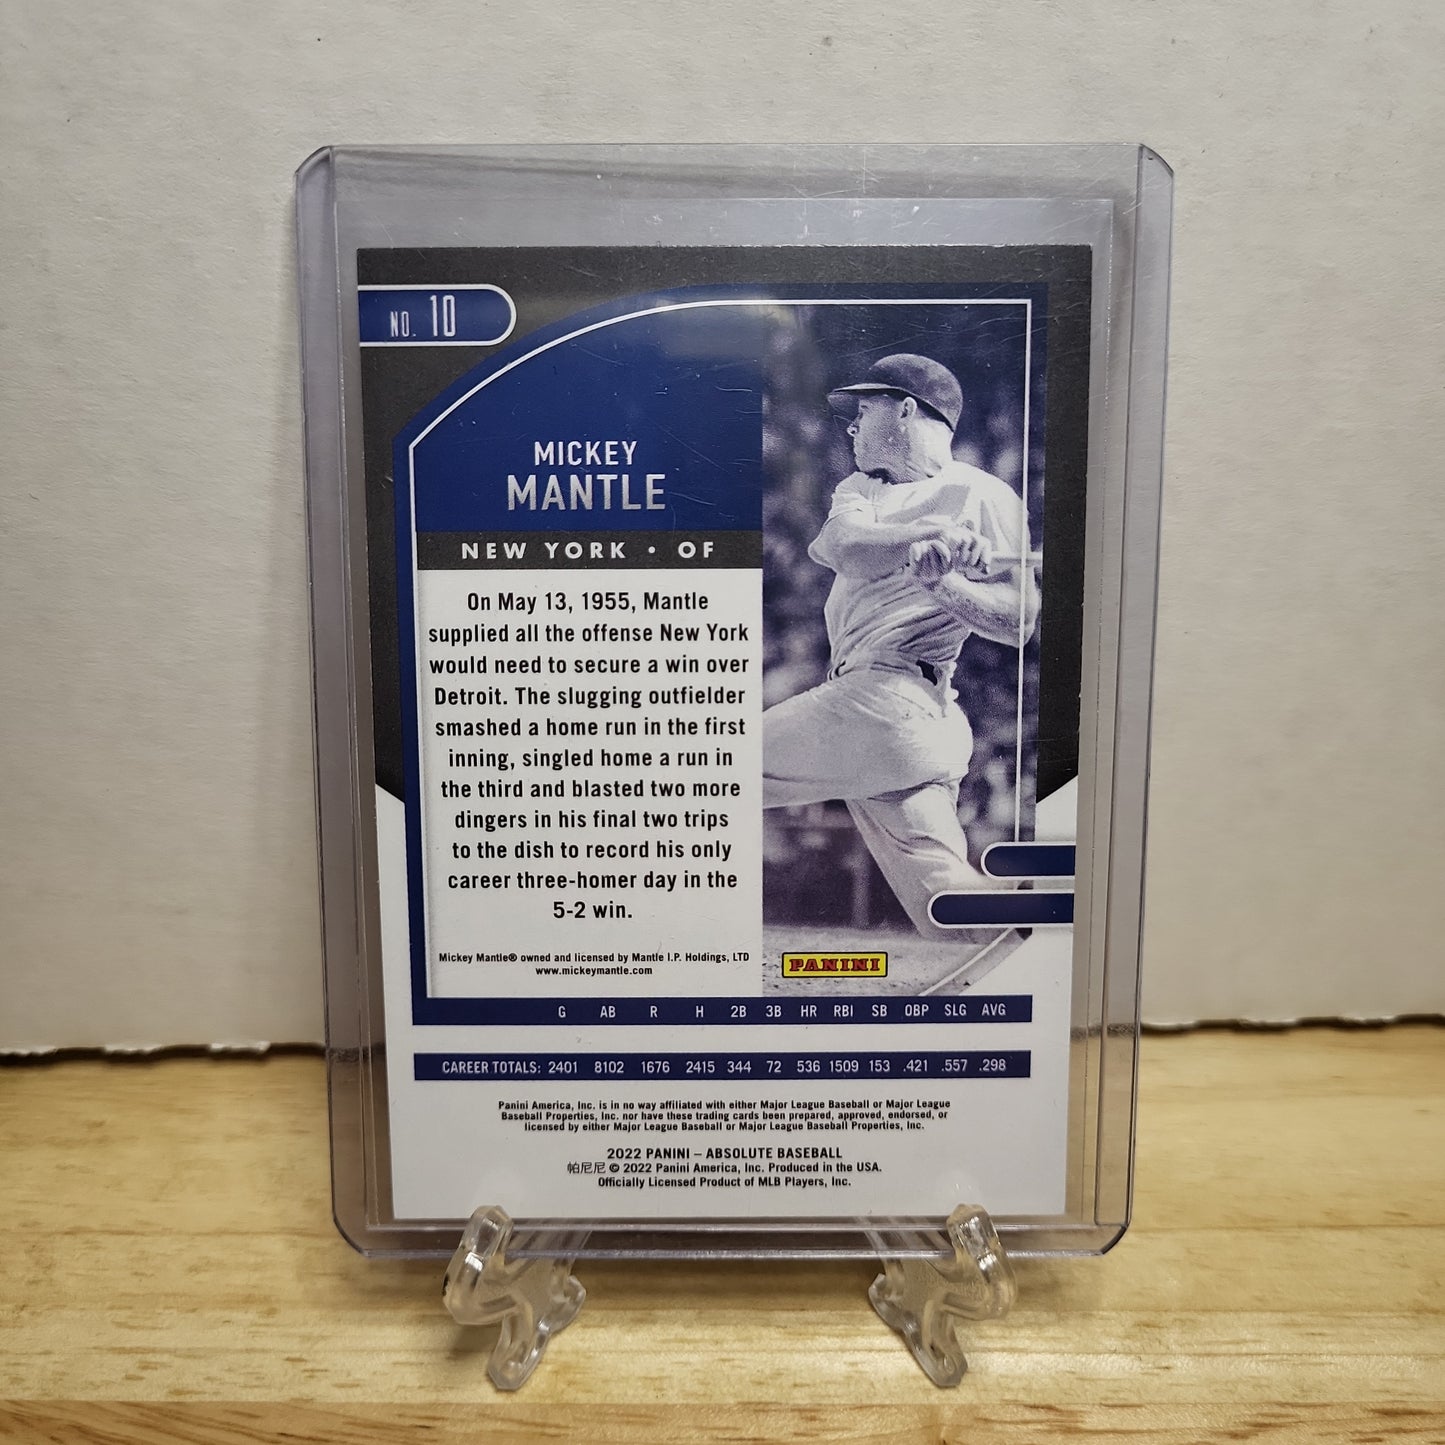 NO. 10
MICKEY
MANTLE
NEW YORK • OF
On May 13, 1955, Mantle
supplied all the offense New York
would need to secure a win over
Detroit. The slugging outfielder
smashed a home run in the first
inning, singled home a run in
the third and blasted two more
dingers in his final two trips
to the dish to record his only
career three-homer day in the
5-2 win.
Mickey Mantle® owned and licensed by Mantle I.P. Holdings, LTD
www.mickeymantle.com
PANINI
G AB R H 2B 3B HR RBI SB OBP SLG AVG
CAREER TOTALS: 2401 8102 1676 2415 344 72 536 1509 153 .421 .557 .298
Panini America, Inc. is in no way affiliated with either Major League Baseball or Major League
Baseball Properties, Inc. nor have these trading cards been prepared, approved, endorsed, or
licensed by either Major League Baseball or Major League Baseball Properties, Inc.
2022 PANINI – ABSOLUTE BASEBALL
帕尼尼 © 2022 Panini America, Inc. Produced in the USA.
Officially Licensed Product of MLB Players, Inc.